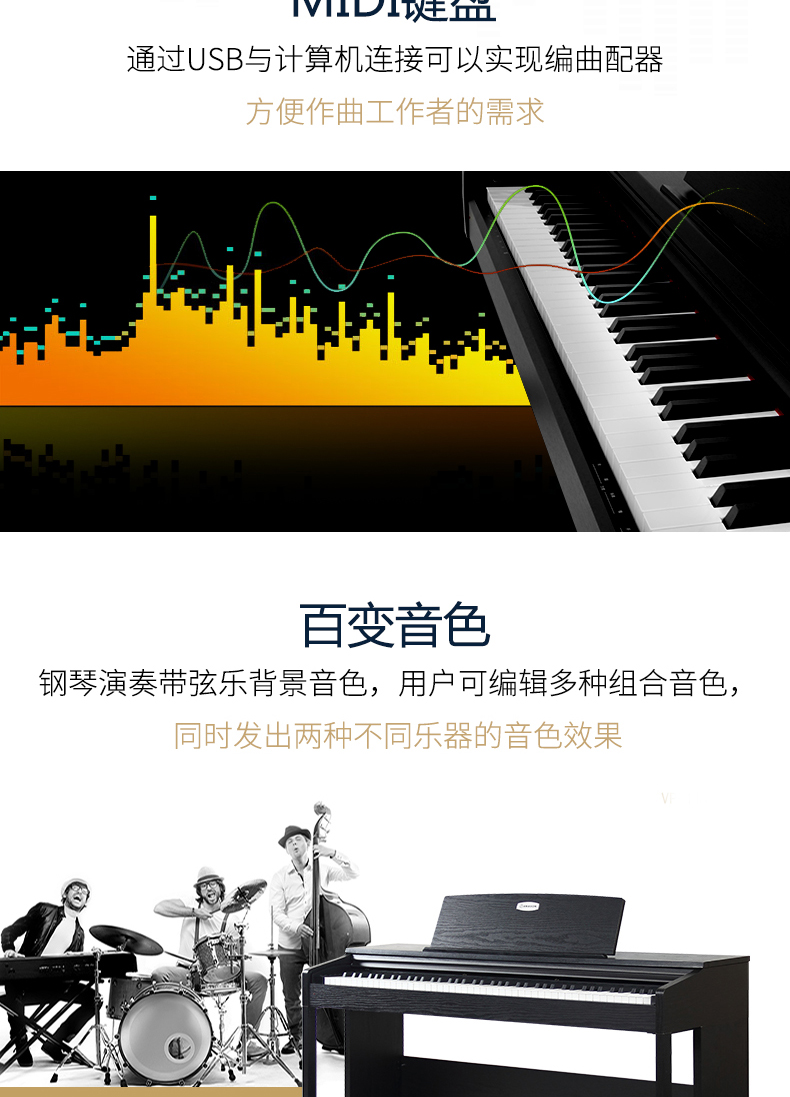 MIDI键盘
通过USB与计算机连接可以实现编曲配器
方便作曲工作者的需求
百变音色
钢琴演奏带弦乐背景音色，用户可编辑多种组合音色，
同时发出两种不同乐器的音色效果